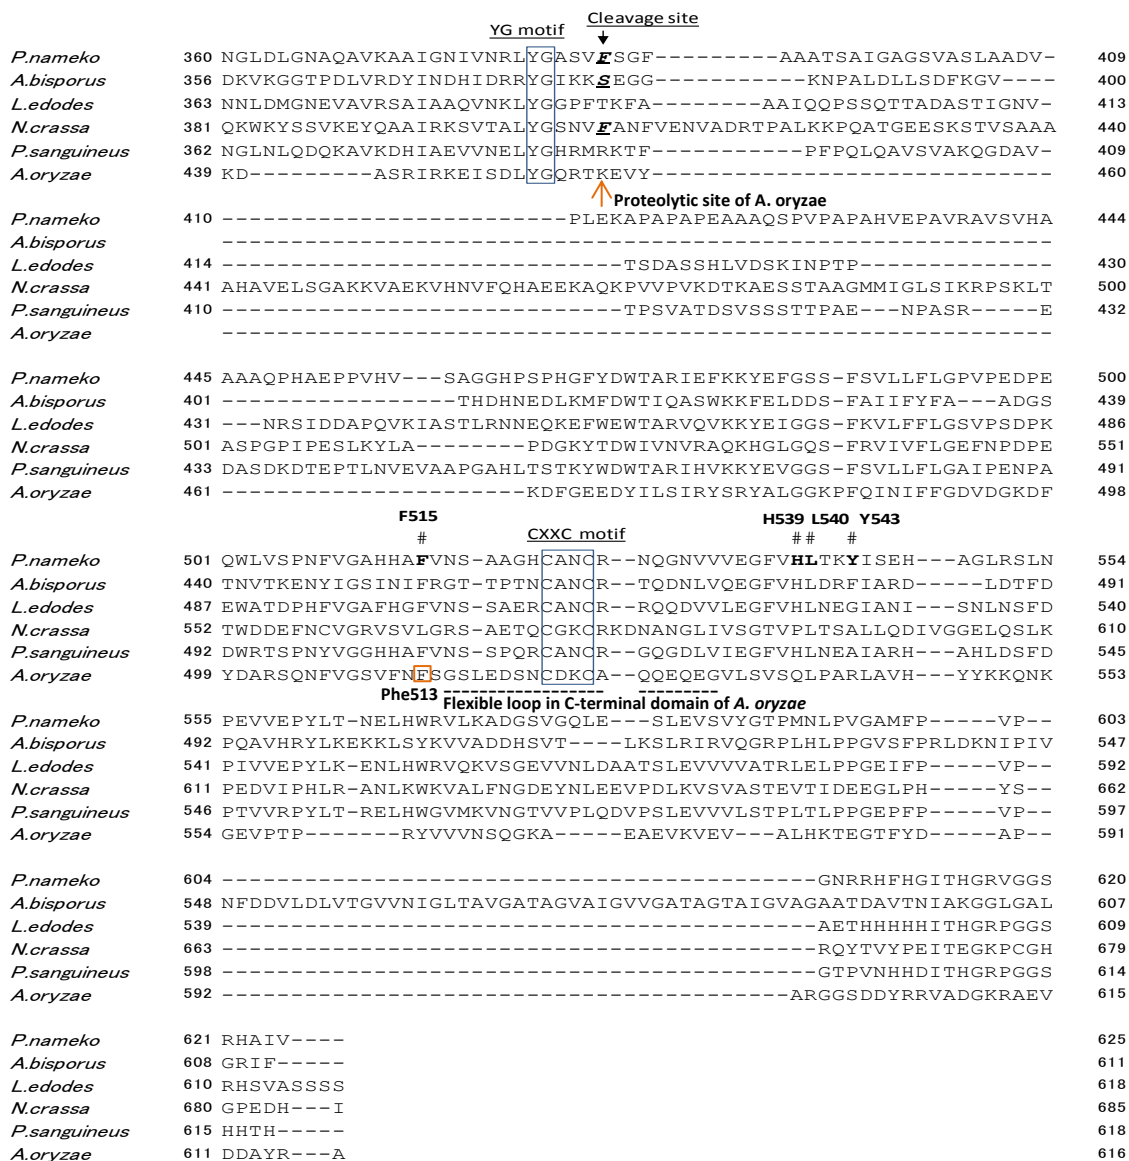 YG motif Cleavage site
P.nameko 360 NGLDLGNAQAVKAAIGNIVNRLYGASVFSGF---------AAATSAIGAGSVASLAADV- 409
A.bisporus 356 DKVKGGTPDLVRDYINDHIDRRYGIKKSEGG---------KNPALDLLSDFKGV------ 400
L.edodes 363 NNLDMGNEVAVRSAIAAQVNKLYGGPFTKFA--------AAIQQPSSQTTADASTIGNV- 413
N.crassa 381 QKWKYSSVKEYQAAIRKSVTALYGSNVFANFVENVADRTPALKKPQATGEESKSTVSAAA 440
P.sanguineus 362 NGLNLQDQKAVKDHIAEVVNELYGHRMRKTF---------PFPQLQAVSVAKQGDAV- 409
A.oryzae 439 KD---------ASRIRKEISDLYGQRTKEVY----------------------------- 460
Proteolytic site of A. oryzae
P.nameko 410 -------------------------PLEKAPAPAPEAAAQSPVPAPAHVEPAVRAVSVHA 444
A.bisporus ------------------------------------------------------------
L.edodes 414 -----------------------------TSDASSHLVDSKINPTP-------------- 430
N.crassa 441 AHAVELSGAKKVAEKVHNVFQHAEEKAQKPVVPVKDTKAESSTAAGMMIGLSIKRPSKLT 500
P.sanguineus 410 -----------------------------TPSVATDSVSSSTTPAE---NPASR-----E 432
A.oryzae ------------------------------------------------------------
P.nameko 445 AAAQPHAEPPVHV---SAGGHPSPHGFYDWTARIEFKKYEFGSS-FSVLLFLGPVPEDPE 500
A.bisporus 401 -----------------THDHNEDLKMFDWTIQASWKKFELDDS-FAIIFYFA---ADGS 439
L.edodes 431 ---NRSIDDAPQVKIASTLRNNEQKEFWEWTARVQVKKYEIGGS-FKVLFFLGSVPSDPK 486
N.crassa 501 ASPGPIPESLKYLA--------PDGKYTDWIVNVRAQKHGLGQS-FRVIVFLGEFNPDPE 551
P.sanguineus 433 DASDKDTEPTLNVEVAAPGAHLTSTKYWDWTARIHVKKYEVGGS-FSVLLFLGAIPENPA 491
A.oryzae 461 ----------------------KDFGEEDYILSIRYSRYALGGKPFQINIFFGDVDGKDF 498
F515 H539 L540 Y543
# CXXC motif # # #
P.nameko 501 QWLVSPNFVGAHHAFVNS-AAGHCANCR--NQGNVVVEGFVHLTKYISEH---AGLRSLN 554
A.bisporus 440 TNVTKENYIGSINIFRGT-TPTNCANCR--TQDNLVQEGFVHLDRFIARD------LDTFD 491
L.edodes 487 EWATDPHFVGAFHGFVNS-SAERCANCR--RQQDVVLEGFVHLNEGIANI---SNLNSFD 540
N.crassa 552 TWDDEFNCVGRVSVLGRS-AETQCGKCRKDNANGLIVSGTVPLTSALLQDIVGGELQSLK 610
P.sanguineus 492 DWRTSPNYVGGHHAFVNS-SPQRCANCR--GQGDLVIEGFVHLNEAIARH---AHLDSFD 545
A.oryzae 499 YDARSQNFVGSVFNFSGSLEDSNCDKCA--QQEQEGVLSVSQLPARLAVH---YYKKQNK 553
Phe513 Flexible loop in C-terminal domain of A. oryzae
P.nameko 555 PEVVEPYLT-NELHWRVLKADGSVGQLE---SLEVSVYGTPMNLPVGAMFP-----VP-- 603
A.bisporus 492 PQAVHRYLKEKKLSYKVVADDHSVT----LKSLRIRVQGRPLHLPPGVSFPRLDKNIPIV 547
L.edodes 541 PIVVEPYLK-ENLHWRVQKVSGEVVNLDAATSLEVVVVATRLELPPGEIFP-----VP-- 592
N.crassa 611 PEDVIPHLR-ANLKWKVALFNGDEYNLEEVPDLKVSVASTEVTIDEEGLPH-----YS-- 662
P.sanguineus 546 PTVVRPYLT-RELHWGVMKVNGTVVPLQDVPSLEVVVLSTPLTLPPGEPFP-----VP-- 597
A.oryzae 554 GEVPTP-------RYVVVNSQGKA-----EAEVKVEV---ALHKTEGTFYD-----AP-- 591
P.nameko 604 -------------------------------------------GNRRHFHGITHGRVGGS 620
A.bisporus 548 NFDDVLDLVTGVVNIGLTAVGATAGVAIGVVGATAGTAIGVAGAATDAVTNIAKGGLGAL 607
L.edodes 539 -------------------------------------------AETHHHHHITHGRPGGS 609
N.crassa 663 -------------------------------------------RQYTVYPEITEGKPCGH 679
P.sanguineus 598 -------------------------------------------GTPVNHHDITHGRPGGS 614
A.oryzae 592 -----------------------------------------ARGGSDDYRRVADGKRAEV 615
P.nameko 621 RHAIV---- 625
A.bisporus 608 GRIF----- 611
L.edodes 610 RHSVASSSS 618
N.crassa 680 GPEDH---I 685
P.sanguineus 615 HHTH----- 618
A.oryzae 611 DDAYR---A 616